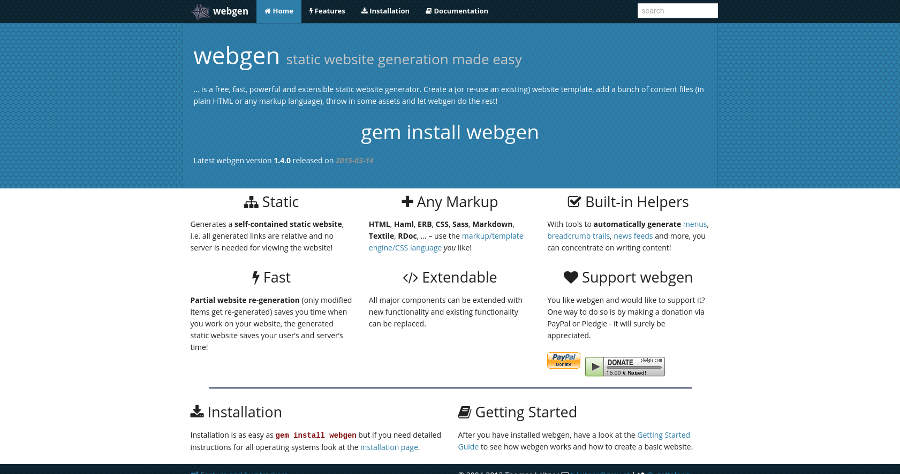 webgen Home Features Installation Documentation search
webgen static website generation made easy
... is a free, fast, powerful and extensible static website generator. Create a (or re-use an existing) website template, add a bunch of content files (in
plain HTML or any markup language), throw in some assets and let webgen do the rest!
gem install webgen
Latest webgen version 1.4.0 released on 2015-03-14
Static
Generates a self-contained static website,
i.e. all generated links are relative and no
server is needed for viewing the website!
Any Markup
HTML, Haml, ERB, CSS, Sass, Markdown,
Textile, RDoc, ... – use the markup/template
engine/CSS language you like!
Built-in Helpers
With tools to automatically generate menus,
breadcrumb trails, news feeds and more, you
can concentrate on writing content!
Fast
Partial website re-generation (only modified
items get re-generated) saves you time when
you work on your website, the generated
static website saves your user's and server's
time!
Extendable
All major components can be extended with
new functionality and existing functionality
can be replaced.
Support webgen
You like webgen and would like to support it?
One way to do so is by making a donation via
PayPal or Pledgie - it will surely be
appreciated.
PayPal
DONATE
Installation
Installation is as easy as gem install webgen but if you need detailed
instructions for all operating systems look at the installation page.
Getting Started
After you have installed webgen, have a look at the Getting Started
Guide to see how webgen works and how to create a basic website.